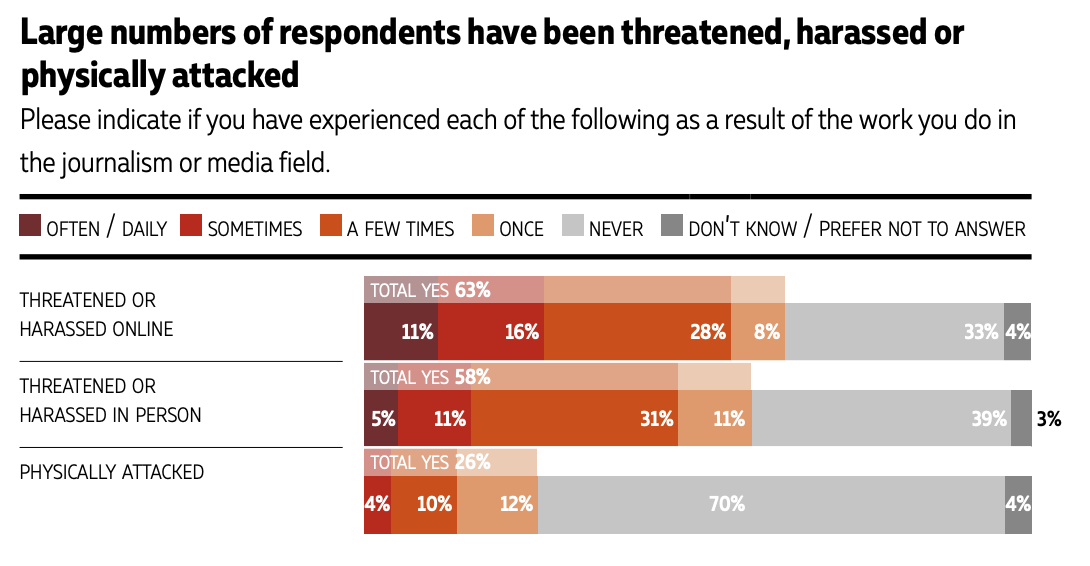 Large numbers of respondents have been threatened, harassed or
physically attacked
Please indicate if you have experienced each of the following as a result of the work you do in
the journalism or media field.
OFTEN / DAILY SOMETIMES A FEW TIMES ONCE NEVER DON'T KNOW / PREFER NOT TO ANSWER
THREATENED OR
HARASSED ONLINE
TOTAL YES 63%
11% 16% 28% 8% 33% 4%
THREATENED OR
HARASSED IN PERSON
TOTAL YES 58%
5% 11% 31% 11% 39% 3%
PHYSICALLY ATTACKED
TOTAL YES 26%
4% 10% 12% 70% 4%